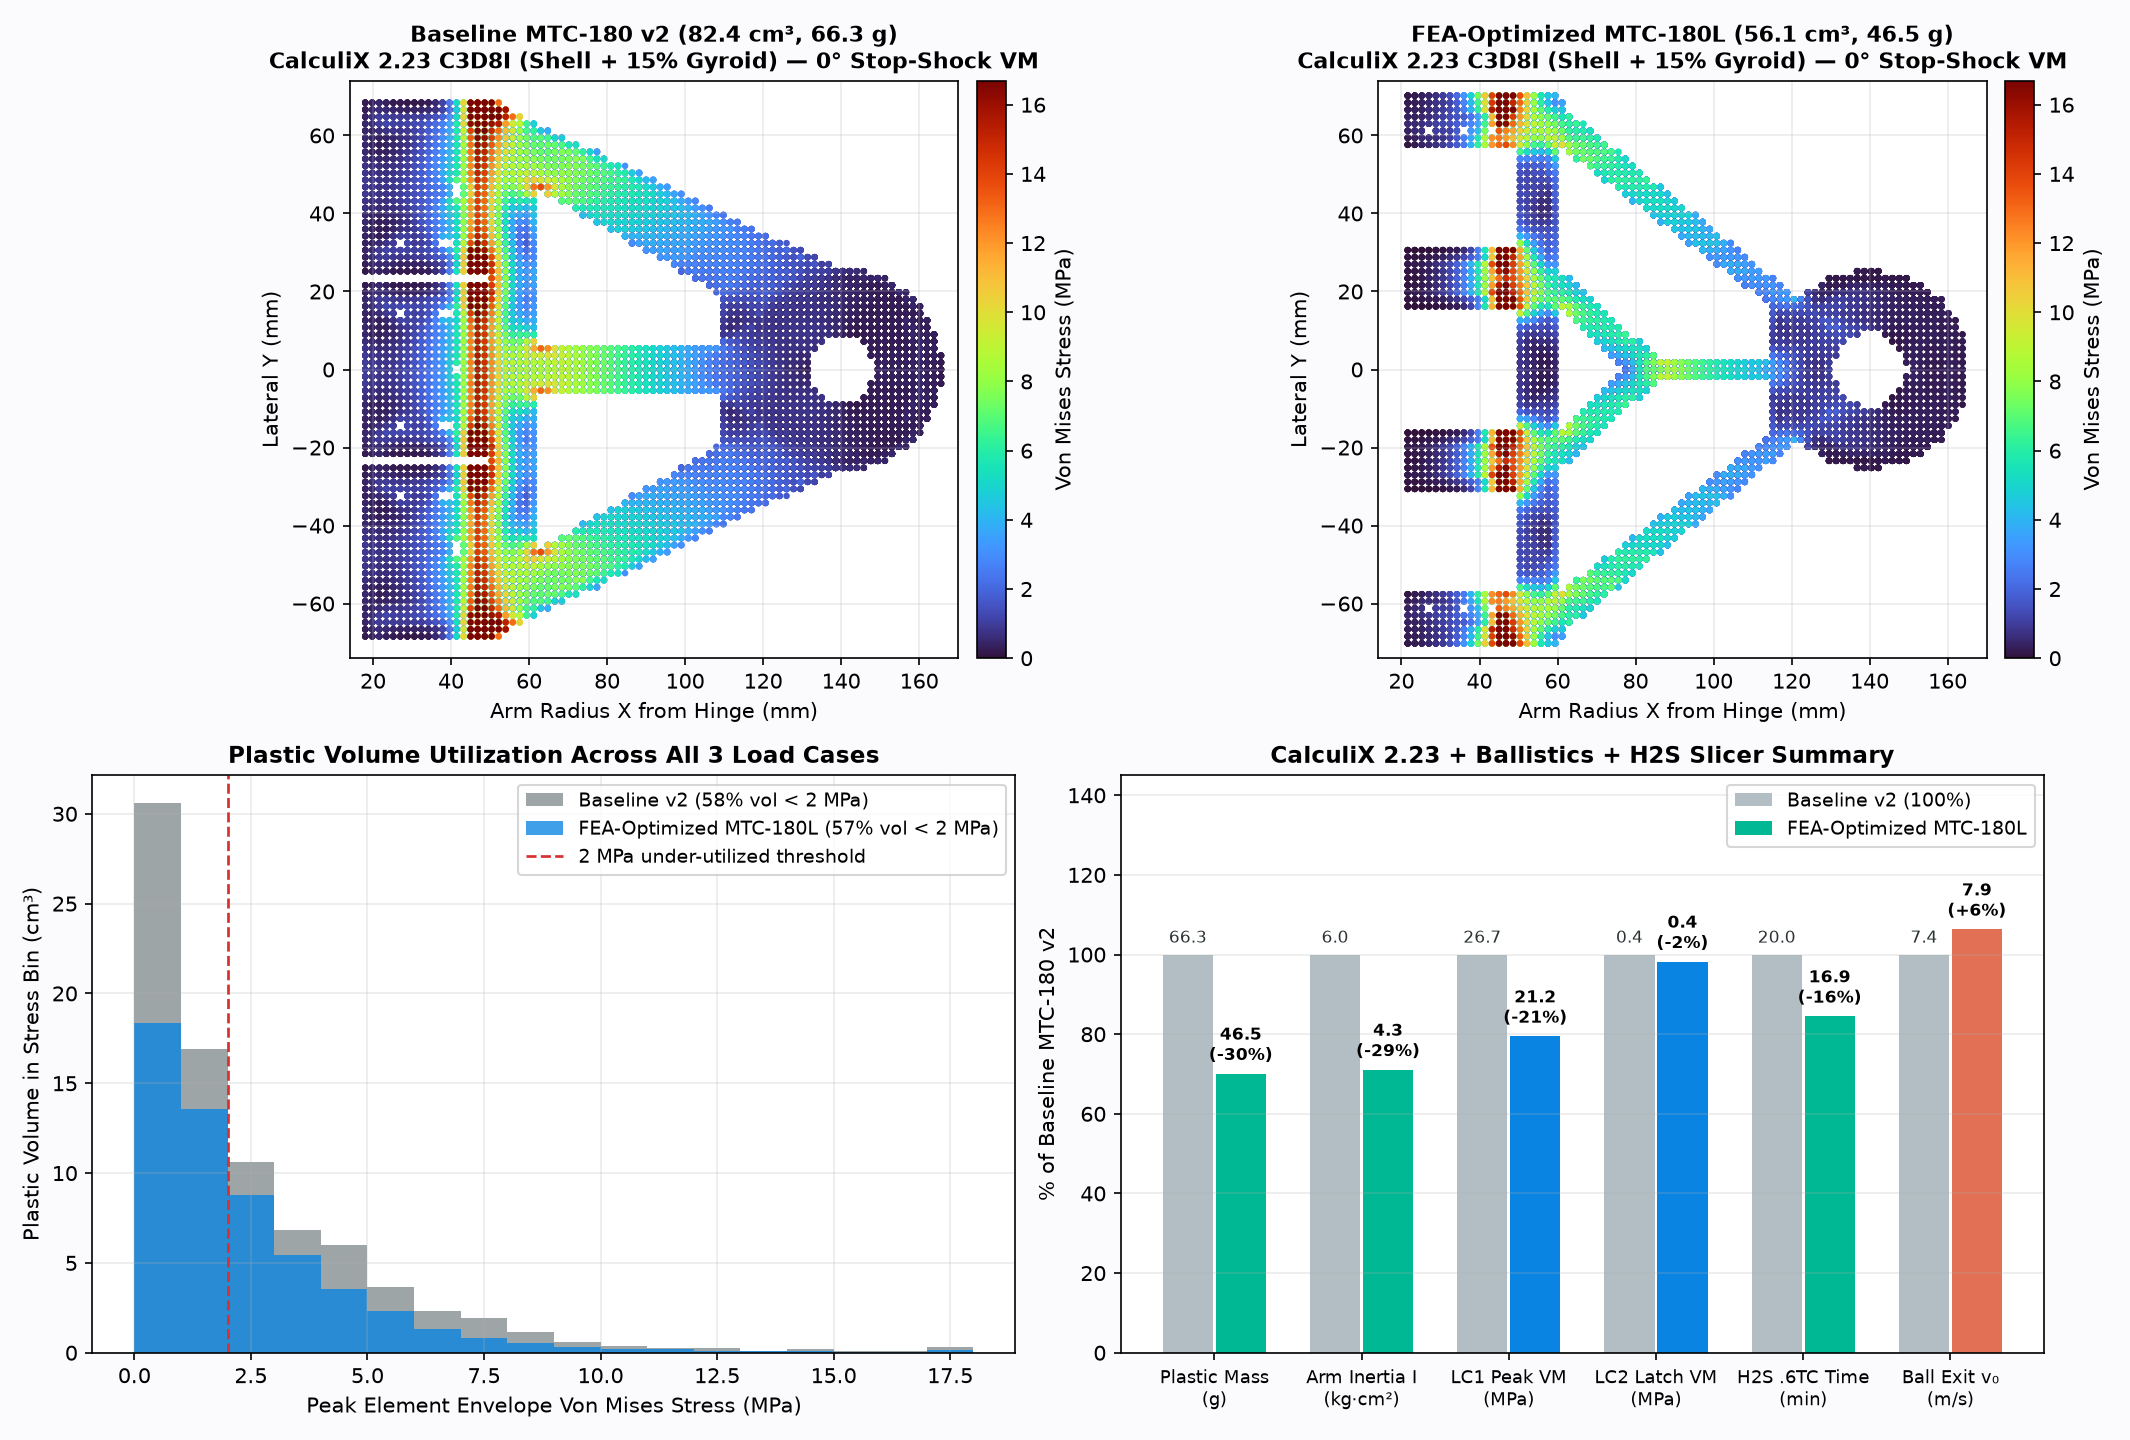 Baseline MTC-180 v2 (82.4 cm³, 66.3 g)
CalculiX 2.23 C3D8I (Shell + 15% Gyroid) — 0° Stop-Shock VM
60
40
20
0
−20
−40
−60
Lateral Y (mm)
20 40 60 80 100 120 140 160
Arm Radius X from Hinge (mm)
16
14
12
10
8
6
4
2
0
Von Mises Stress (MPa)
FEA-Optimized MTC-180L (56.1 cm³, 46.5 g)
CalculiX 2.23 C3D8I (Shell + 15% Gyroid) — 0° Stop-Shock VM
60
40
20
0
−20
−40
−60
Lateral Y (mm)
20 40 60 80 100 120 140 160
Arm Radius X from Hinge (mm)
16
14
12
10
8
6
4
2
0
Von Mises Stress (MPa)
Plastic Volume Utilization Across All 3 Load Cases
Baseline v2 (58% vol < 2 MPa)
FEA-Optimized MTC-180L (57% vol < 2 MPa)
2 MPa under-utilized threshold
30
25
20
15
10
5
0
Plastic Volume in Stress Bin (cm³)
0.0 2.5 5.0 7.5 10.0 12.5 15.0 17.5
Peak Element Envelope Von Mises Stress (MPa)
CalculiX 2.23 + Ballistics + H2S Slicer Summary
Baseline v2 (100%)
FEA-Optimized MTC-180L
140
120
100
80
60
40
20
0
% of Baseline MTC-180 v2
66.3
46.5
(-30%)
6.0
4.3
(-29%)
26.7
21.2
(-21%)
0.4
0.4
(-2%)
20.0
16.9
(-16%)
7.4
7.9
(+6%)
Plastic Mass
(g)
Arm Inertia I
(kg·cm²)
LC1 Peak VM
(MPa)
LC2 Latch VM
(MPa)
H2S .6TC Time
(min)
Ball Exit v₀
(m/s)